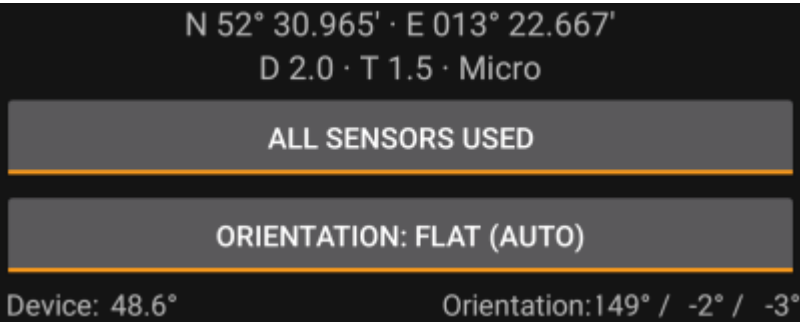 N 52° 30.965' · E 013° 22.667'
D 2.0 · T 1.5 · Micro
ALL SENSORS USED
ORIENTATION: FLAT (AUTO)
Device: 48.6° Orientation:149° / -2° / -3°